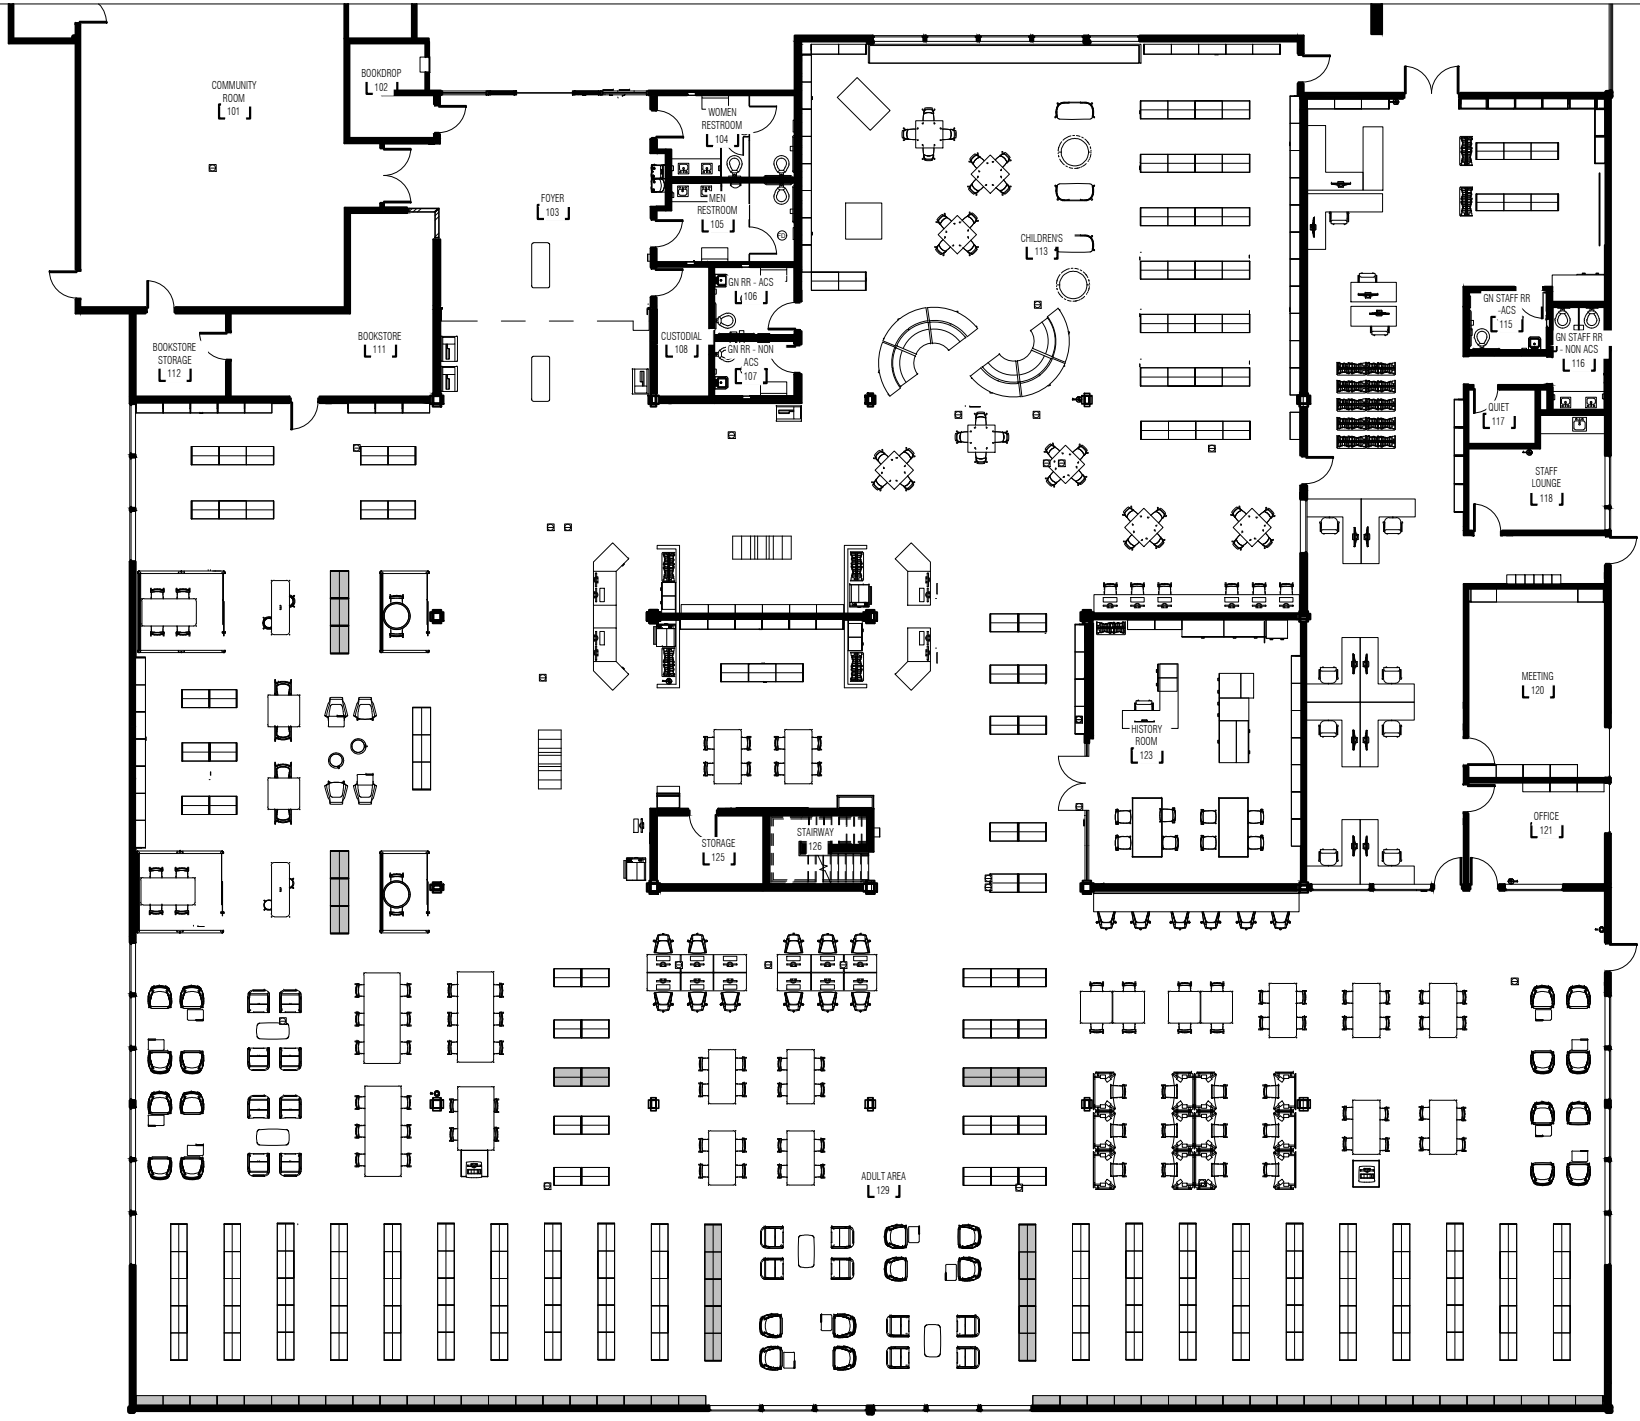 COMMUNITY
ROOM
101
BOOKDROP
102
WOMEN
RESTROOM
104
MEN
RESTROOM
105
FOYER
103
CHILDREN'S
113
GN RR - ACS
106
GN RR - NON
ACS
107
CUSTODIAL
108
BOOKSTORE
111
BOOKSTORE
STORAGE
112
GN STAFF RR
-ACS
115
GN STAFF RR
- NON ACS
116
QUIET
117
STAFF
LOUNGE
118
MEETING
120
HISTORY
ROOM
123
OFFICE
121
STORAGE
125
STAIRWAY
126
ADULT AREA
129